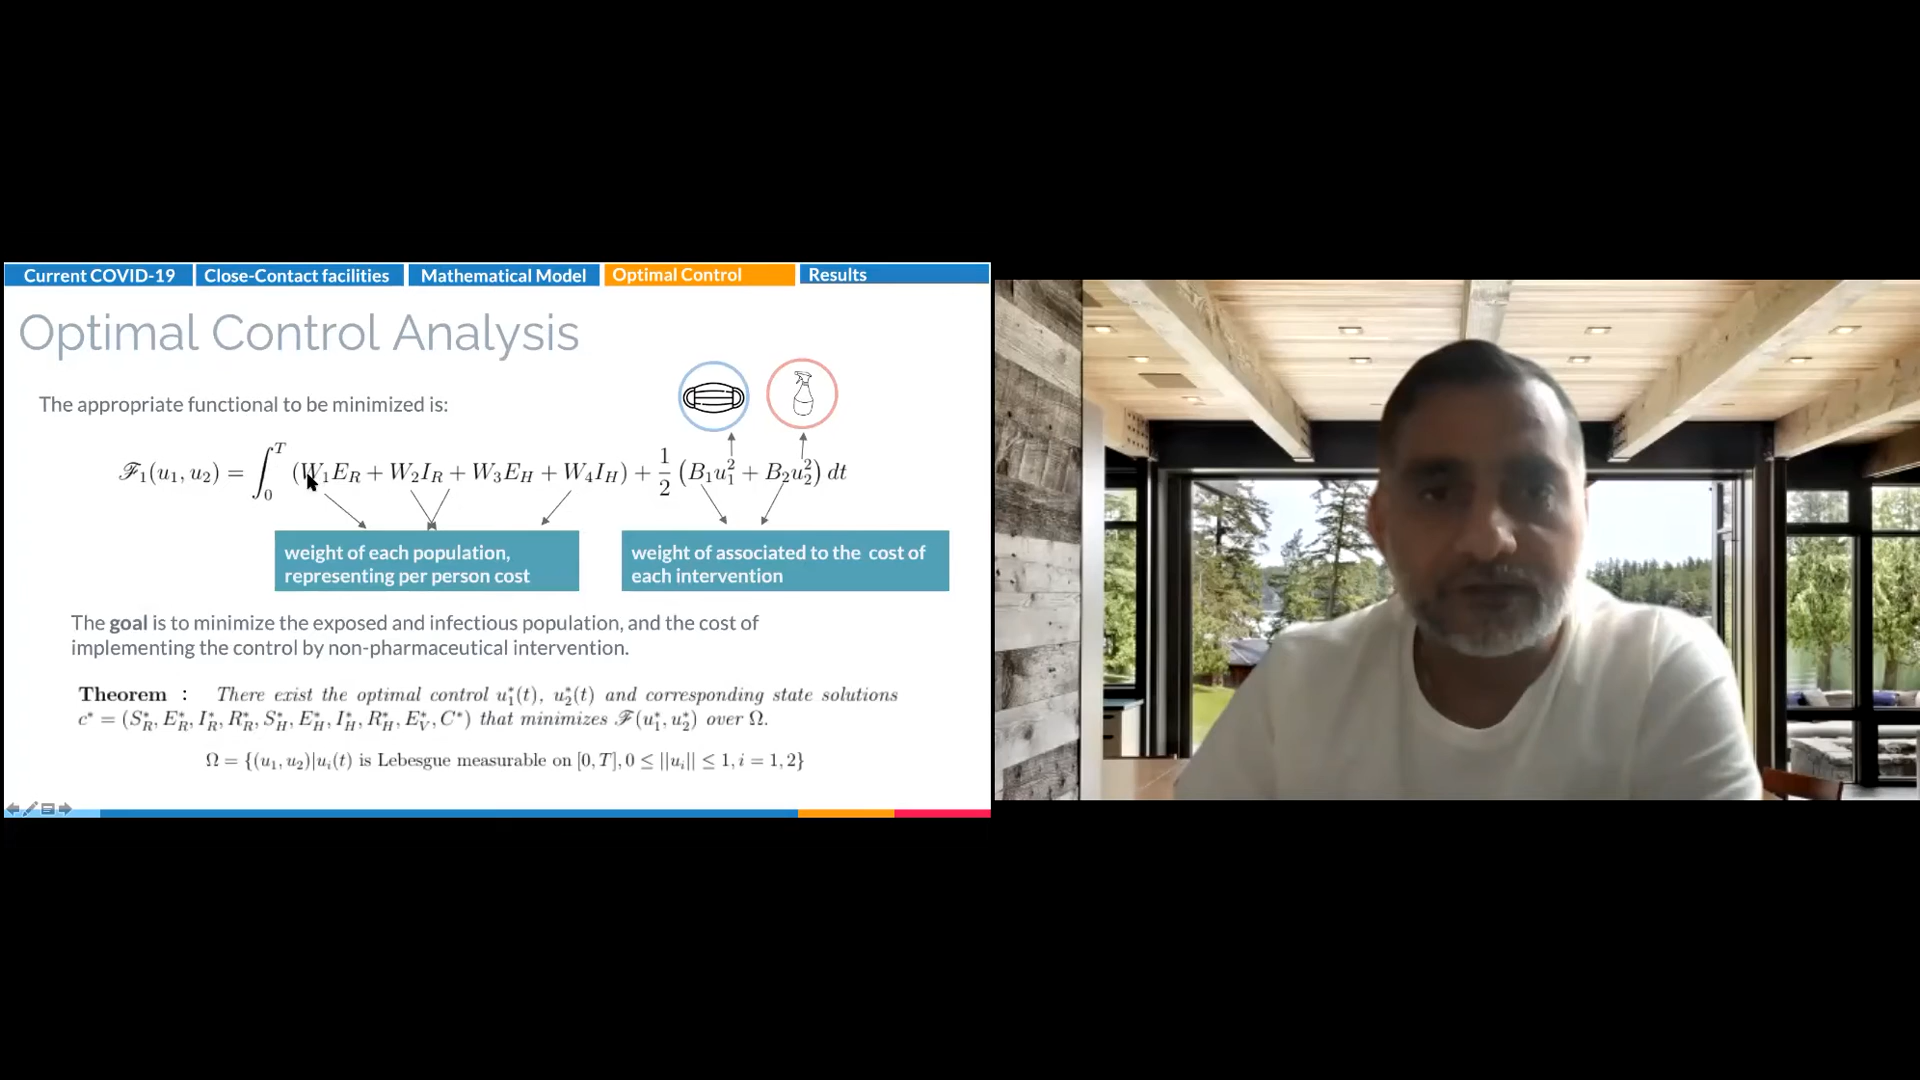 Current COVID-19 Close-Contact facilities Mathematical Model Optimal Control Results
Optimal Control Analysis
The appropriate functional to be minimized is:
ℱ₁(u₁, u₂) = ∫₀ᵀ (W₁E_R + W₂I_R + W₃E_H + W₄I_H) + 1/2 (B₁u₁² + B₂u₂²) dt
weight of each population,
representing per person cost
weight of associated to the cost of
each intervention
The goal is to minimize the exposed and infectious population, and the cost of
implementing the control by non-pharmaceutical intervention.
Theorem : There exist the optimal control u₁*(t), u₂*(t) and corresponding state solutions
c* = (S_R*, E_R*, I_R*, R_R*, S_H*, E_H*, I_H*, R_H*, E_V*, C*) that minimizes ℱ(u₁*, u₂*) over Ω.
Ω = {(u₁, u₂)|uᵢ(t) is Lebesgue measurable on [0, T], 0 ≤ ||uᵢ|| ≤ 1, i = 1, 2}